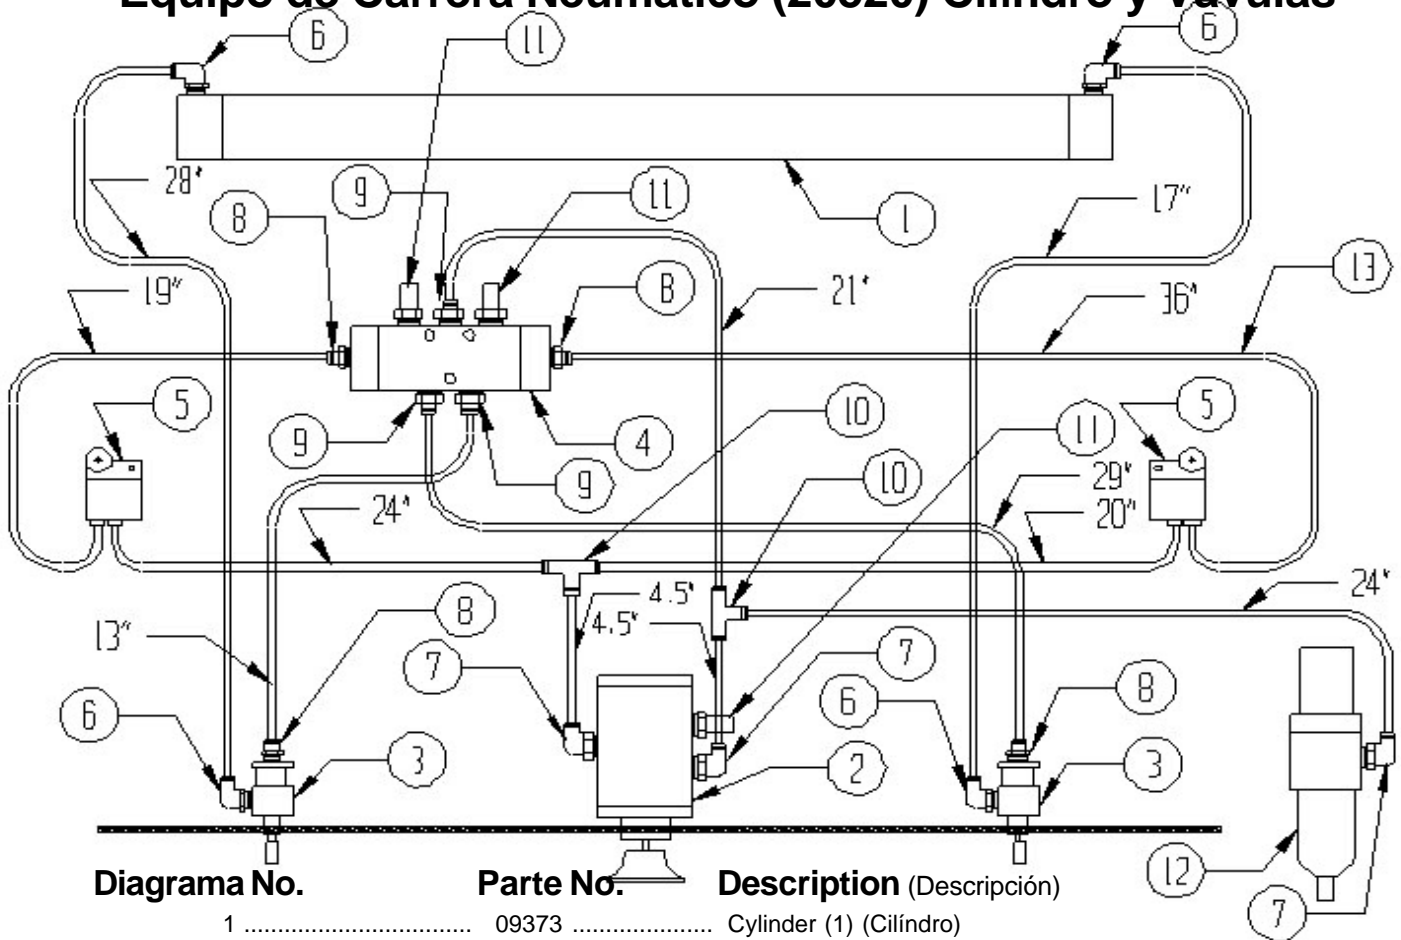 Equipo de Carrera Neumático (20320) Cilindro y Vávulas
6 11 6
28" 9 11 1 17"
8
19" 8 21" 36" 13
5 10 5
9 4 11
9 10 29"
24" 20"
8 4.5" 24"
13" 4.5"
7 7 8
6 6
3 2 3
12 7
Diagrama No. Parte No. Description (Descripción)
1 .................................. 09373 ..................... Cylinder (1) (Cilíndro)